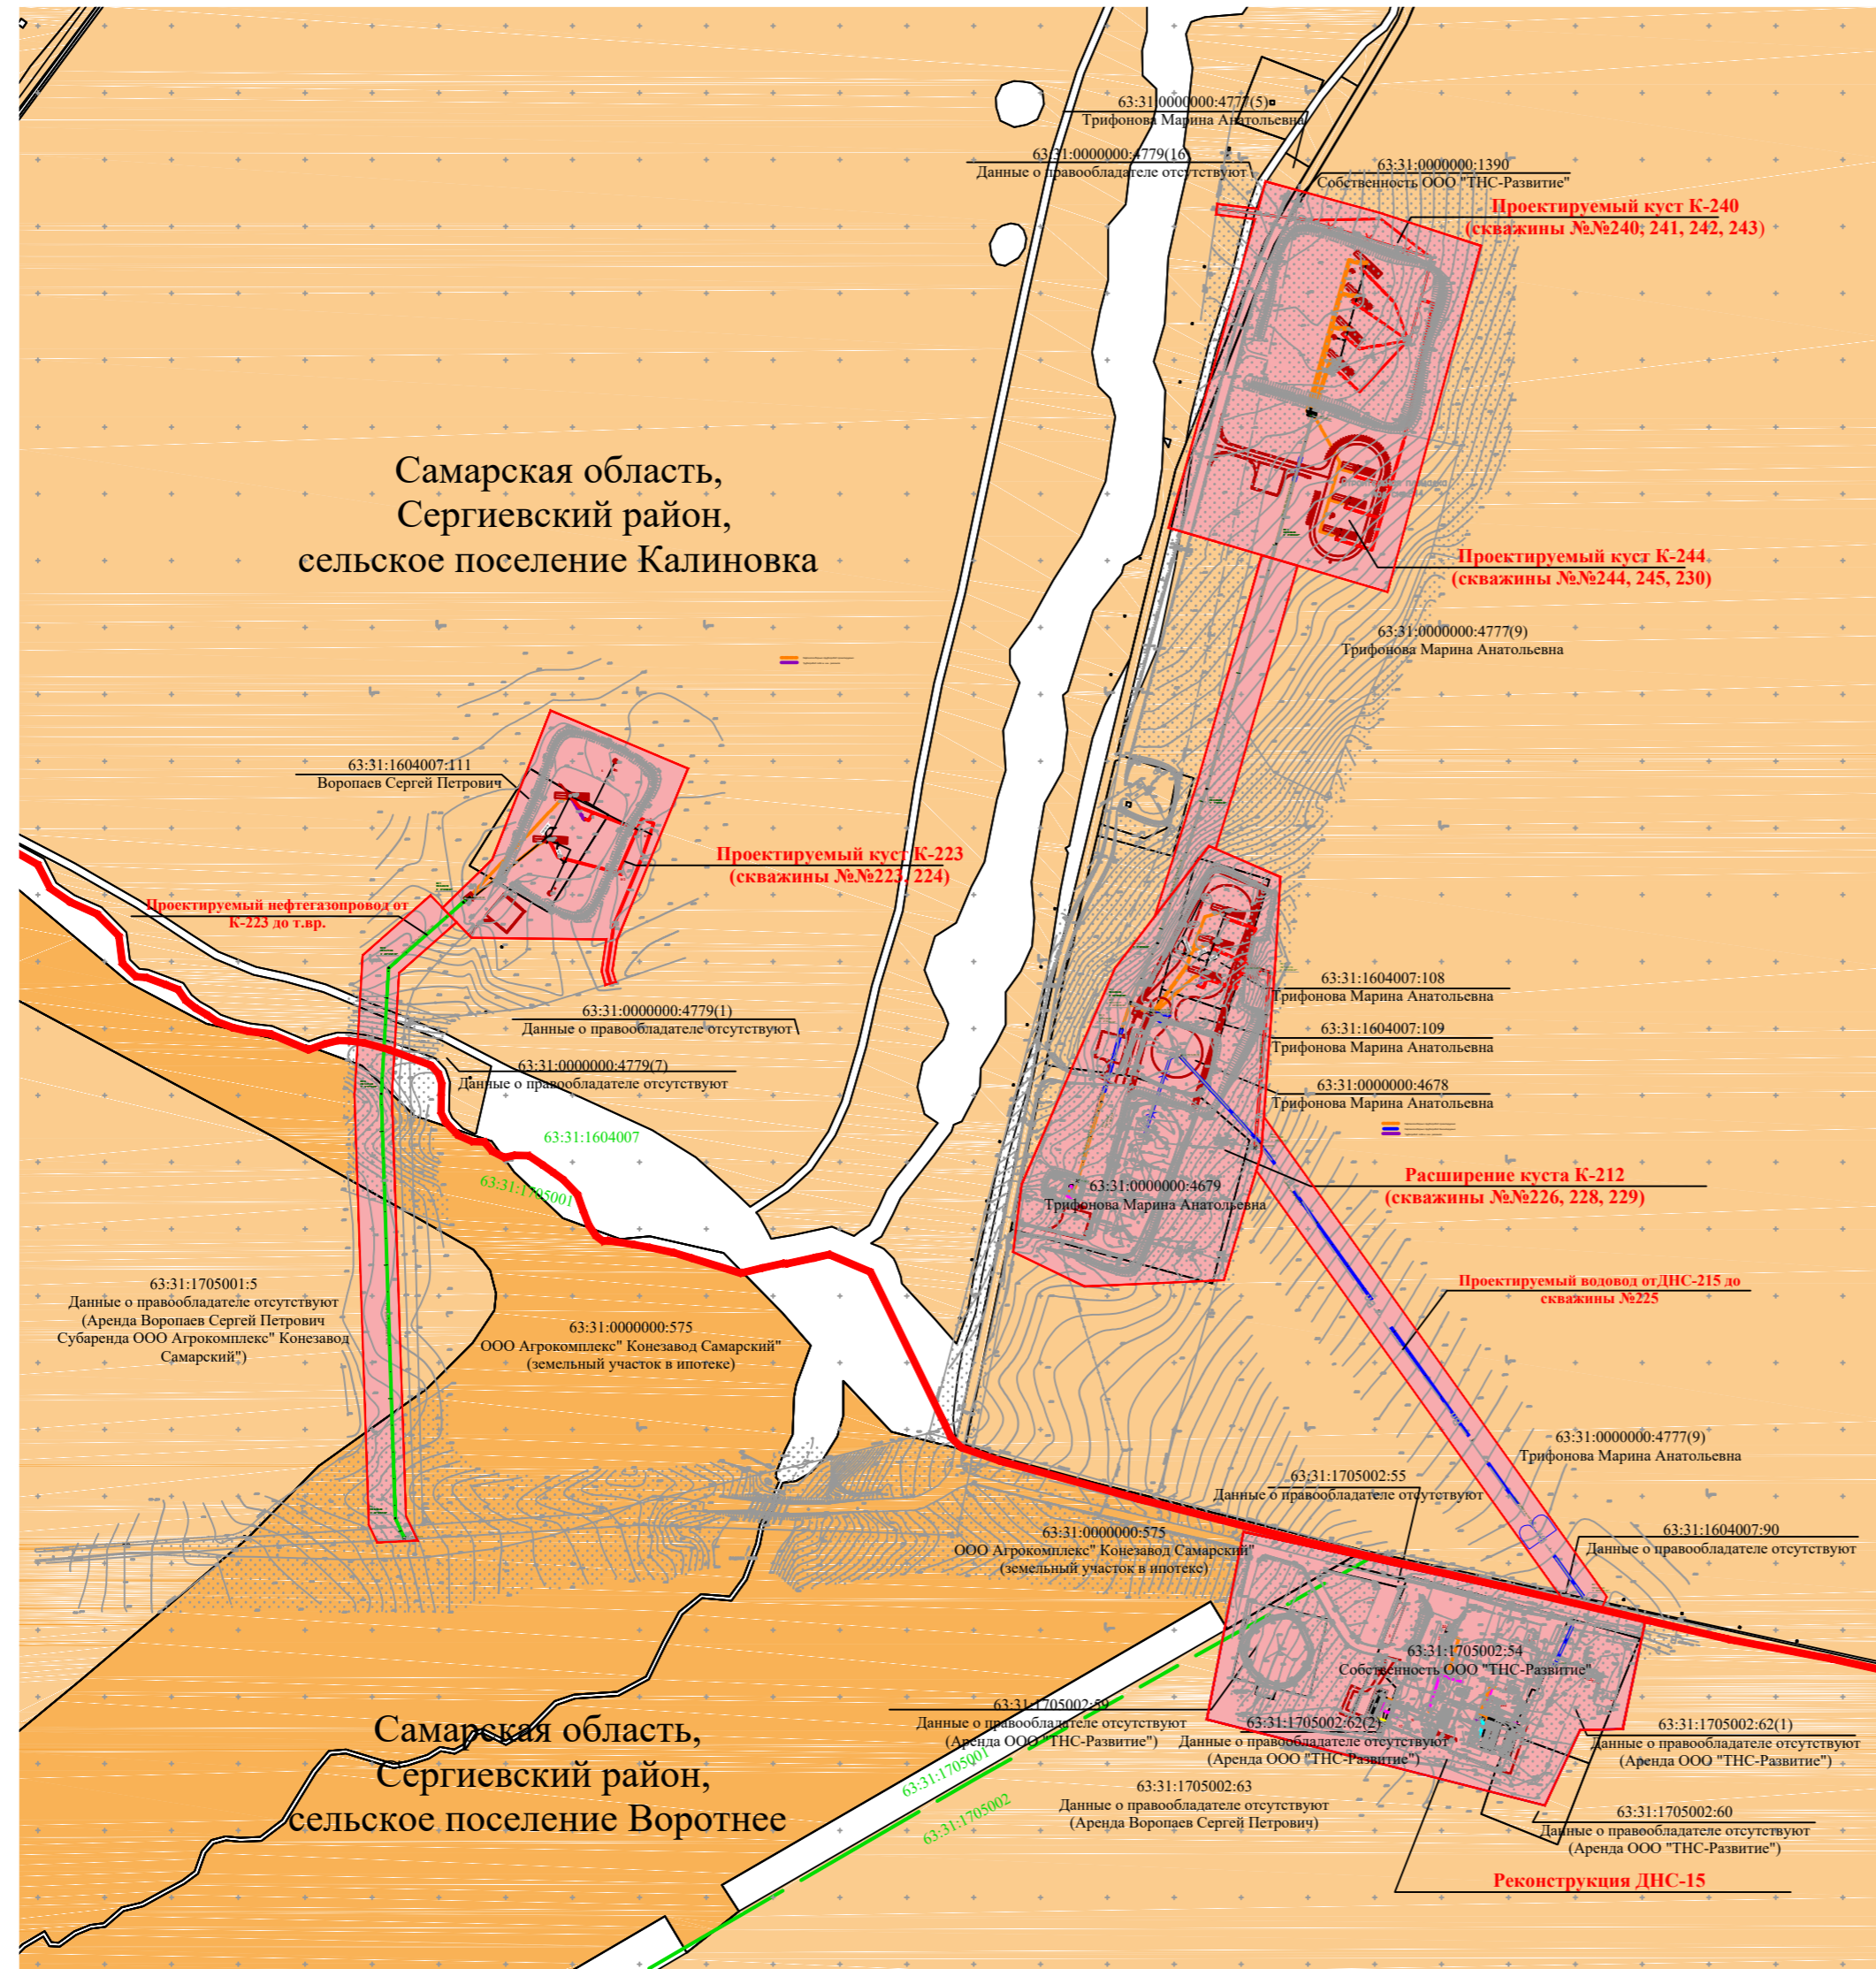 63:31:0000000:4777(5)
Трифонова Марина Анатольевна
63:31:0000000:4779(16)
Данные о правообладателе отсутствуют
63:31:0000000:1390
Собственность ООО "ТНС-Развитие"
Проектируемый куст К-240
(скважины №№240, 241, 242, 243)
Самарская область,
Сергиевский район,
сельское поселение Калиновка
Проектируемый куст К-244
(скважины №№244, 245, 230)
63:31:0000000:4777(9)
Трифонова Марина Анатольевна
63:31:1604007:111
Воропаев Сергей Петрович
Проектируемый куст К-223
(скважины №№223, 224)
Проектируемый нефтегазопровод от
К-223 до т.вр.
63:31:1604007:108
Трифонова Марина Анатольевна
63:31:0000000:4779(1)
Данные о правообладателе отсутствуют
63:31:1604007:109
Трифонова Марина Анатольевна
63:31:0000000:4779(7)
Данные о правообладателе отсутствуют
63:31:0000000:4678
Трифонова Марина Анатольевна
63:31:1604007
63:31:1705001
Расширение куста К-212
(скважины №№226, 228, 229)
63:31:0000000:4679
Трифонова Марина Анатольевна
63:31:1705001:5
Данные о правообладателе отсутствуют
(Аренда Воропаев Сергей Петрович
Субаренда ООО Агрокомплекс" Конезавод
Самарский")
63:31:0000000:575
ООО Агрокомплекс" Конезавод Самарский"
(земельный участок в ипотеке)
Проектируемый водовод отДНС-215 до
скважины №225
63:31:0000000:4777(9)
Трифонова Марина Анатольевна
63:31:1705002:55
Данные о правообладателе отсутствуют
63:31:0000000:575
ООО Агрокомплекс" Конезавод Самарский"
(земельный участок в ипотеке)
63:31:1604007:90
Данные о правообладателе отсутствуют
63:31:1705002:54
Собственность ООО "ТНС-Развитие"
63:31:1705002:59
Данные о правообладателе отсутствуют
(Аренда ООО "ТНС-Развитие")
63:31:1705002:62(2)
Данные о правообладателе отсутствуют
(Аренда ООО "ТНС-Развитие")
63:31:1705002:62(1)
Данные о правообладателе отсутствуют
(Аренда ООО "ТНС-Развитие")
Самарская область,
Сергиевский район,
сельское поселение Воротнее
63:31:1705001
63:31:1705002
63:31:1705002:63
Данные о правообладателе отсутствуют
(Аренда Воропаев Сергей Петрович)
63:31:1705002:60
Данные о правообладателе отсутствуют
(Аренда ООО "ТНС-Развитие")
Реконструкция ДНС-15